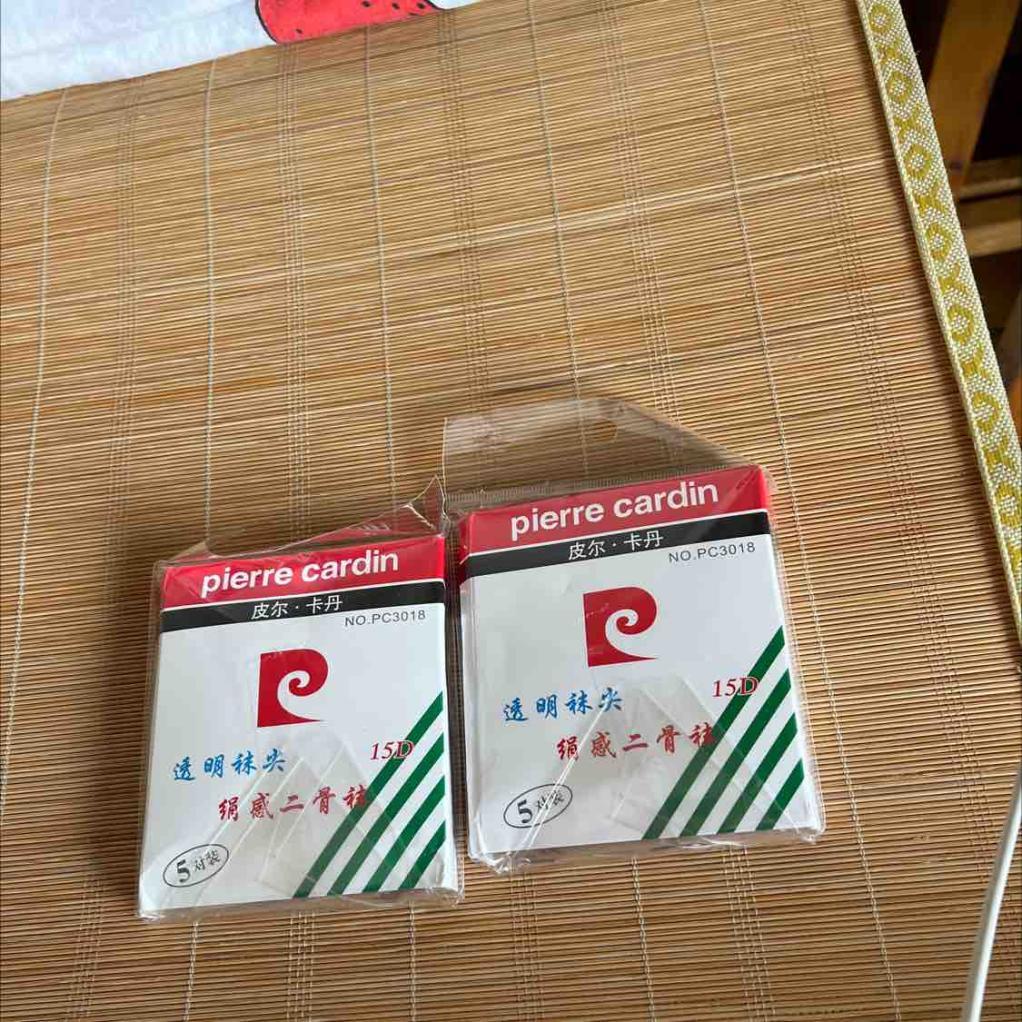 pierre cardin
皮尔·卡丹
NO.PC3018
15D
透明袜尖
绢感二骨袜
5对装
pierre cardin
皮尔·卡丹
NO.PC3018
15D
透明袜尖
绢感二骨袜
5对装